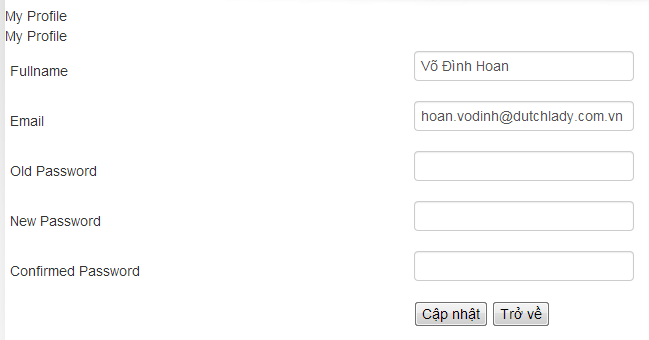 My Profile
My Profile
Fullname Võ Đình Hoan
Email hoan.vodinh@dutchlady.com.vn
Old Password
New Password
Confirmed Password
Cập nhật Trở về